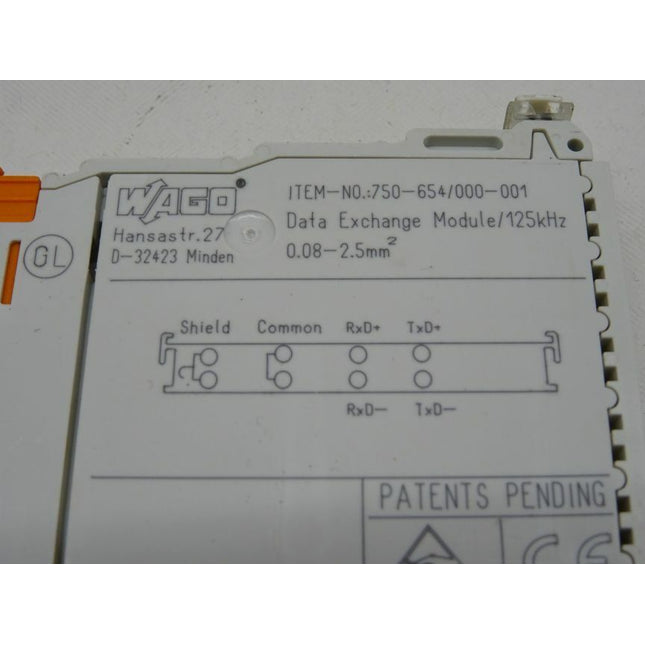 WAGO®
ITEM-NO.:750-654/000-001
Hansastr.27
Data Exchange Module/125kHz
D-32423 Minden
0.08-2.5mm²
GL
Shield Common RxD+ TxD+
RxD- TxD-
PATENTS PENDING
CE